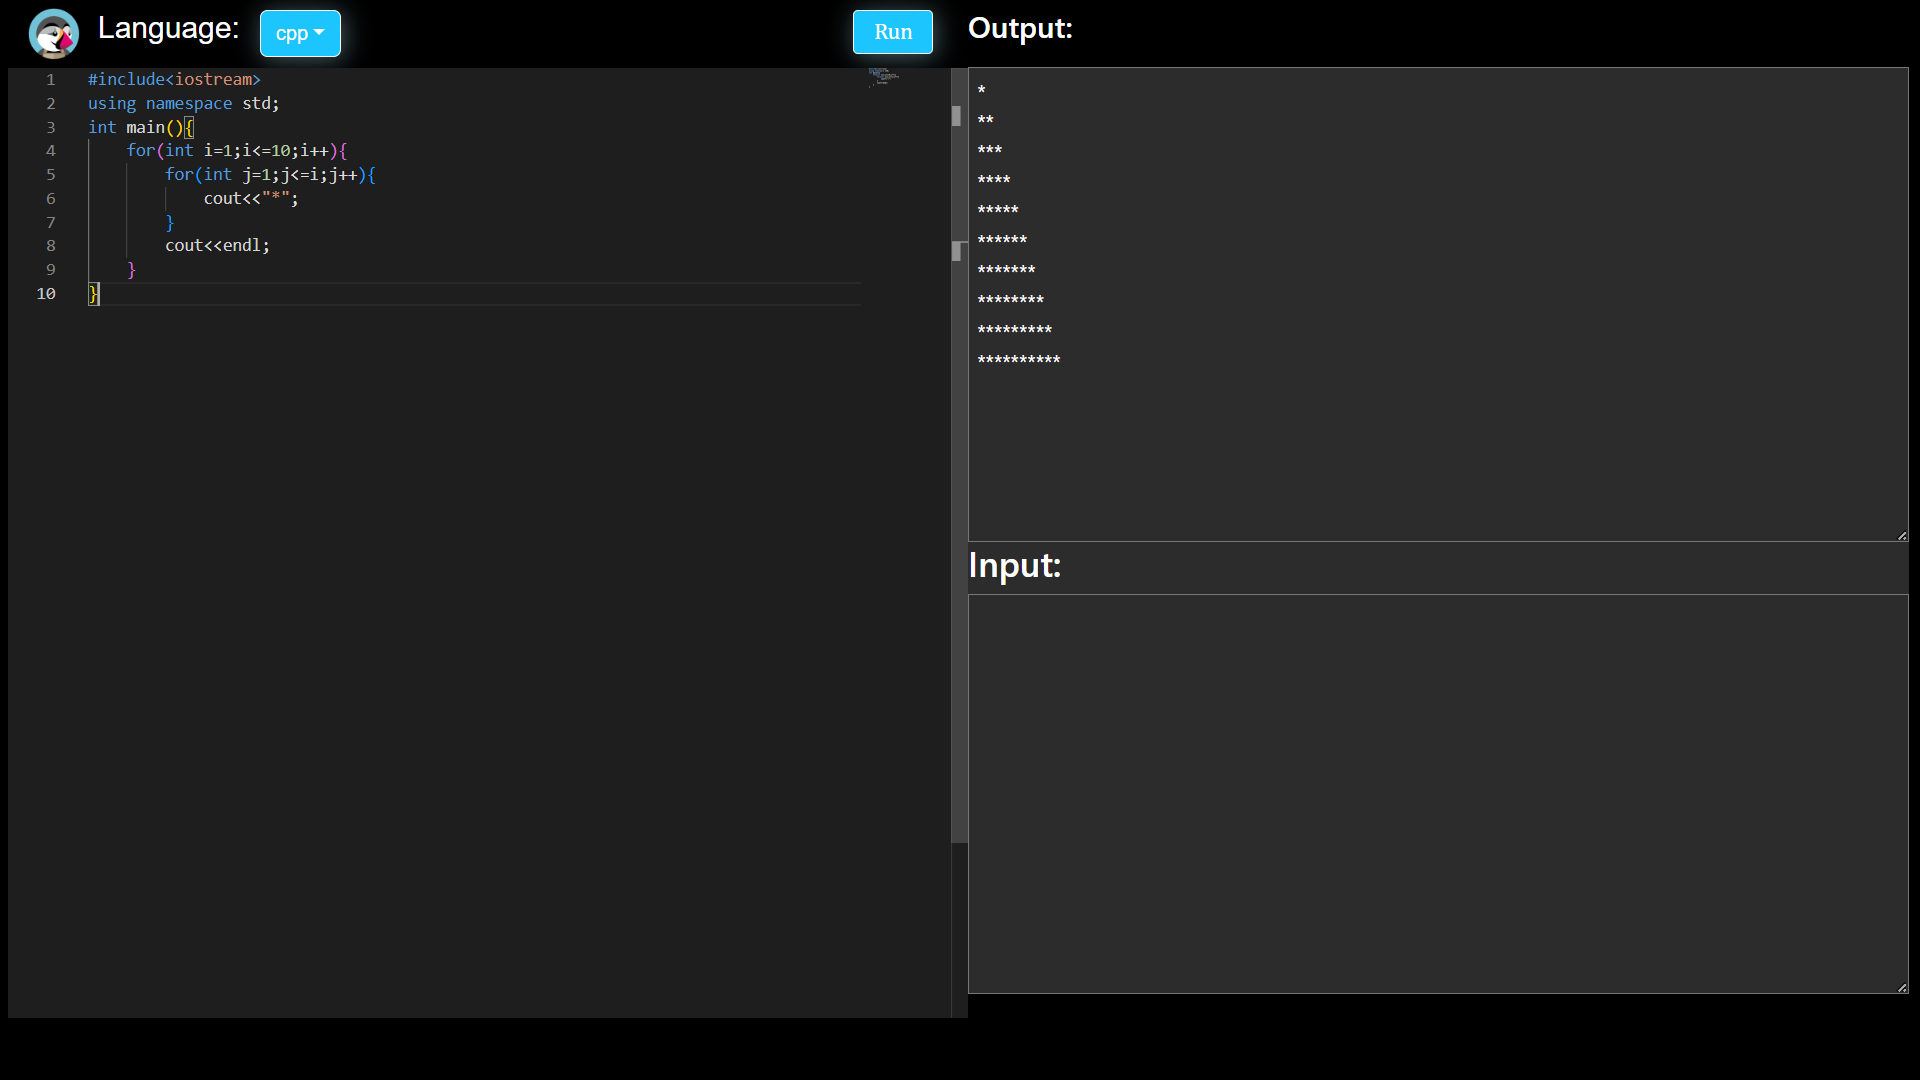 Language: cpp Run
1 #include<iostream>
2 using namespace std;
3 int main(){
4     for(int i=1;i<=10;i++){
5         for(int j=1;j<=i;j++){
6             cout<<"*";
7         }
8         cout<<endl;
9     }
10 }
Output:
*
**
***
****
*****
******
*******
********
*********
**********
Input: